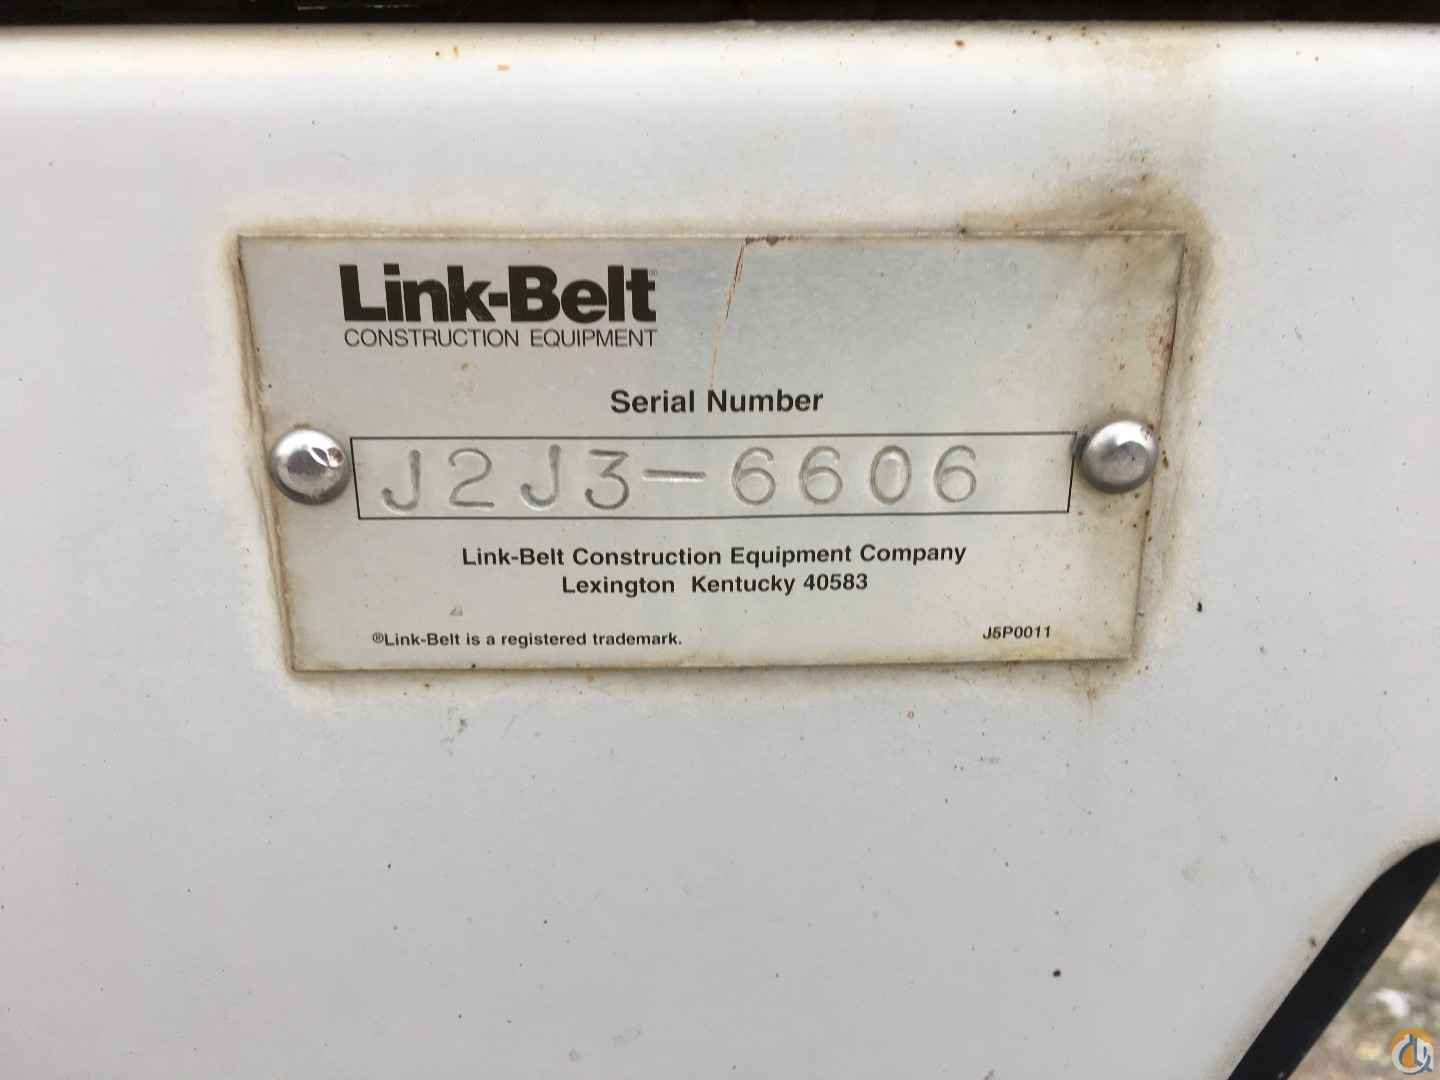 Link-Belt®
CONSTRUCTION EQUIPMENT
Serial Number
J2J3-6606
Link-Belt Construction Equipment Company
Lexington Kentucky 40583
®Link-Belt is a registered trademark.
J5P0011